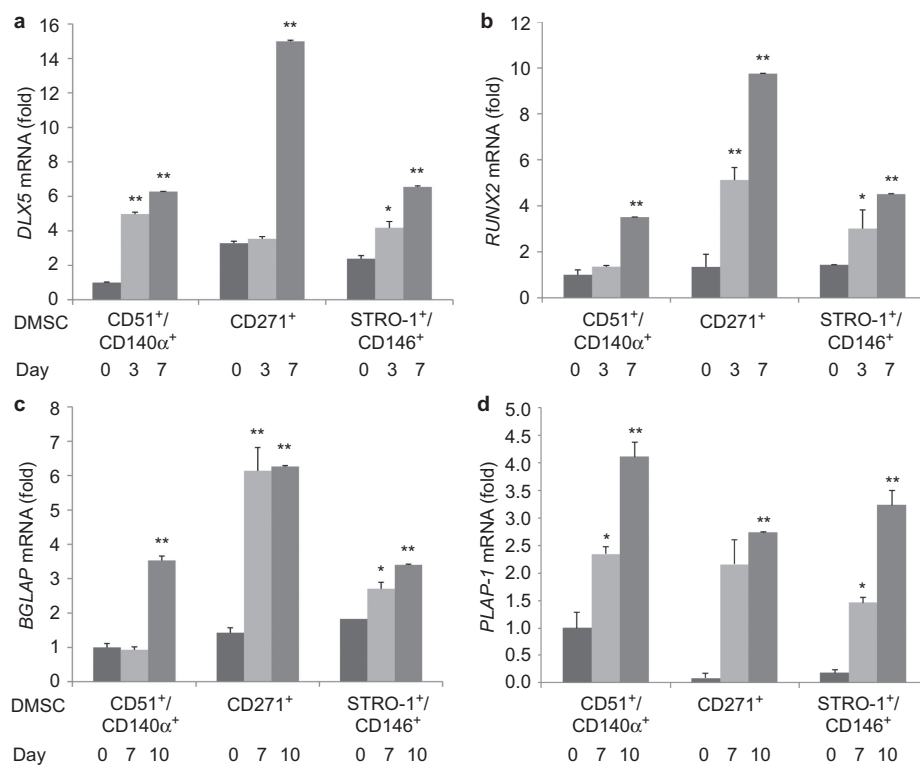 a
16
14
12
10
8
6
4
2
0
DLX5 mRNA (fold)
** ** ** * **
DMSC
CD51⁺/
CD140α⁺
CD271⁺
STRO-1⁺/
CD146⁺
Day 0 3 7 0 3 7 0 3 7
b
12
10
8
6
4
2
0
RUNX2 mRNA (fold)
** ** ** * **
CD51⁺/
CD140α⁺
CD271⁺
STRO-1⁺/
CD146⁺
0 3 7 0 3 7 0 3 7
c
8
7
6
5
4
3
2
1
0
BGLAP mRNA (fold)
** ** ** * **
DMSC
CD51⁺/
CD140α⁺
CD271⁺
STRO-1⁺/
CD146⁺
Day 0 7 10 0 7 10 0 7 10
d
5.0
4.5
4.0
3.5
3.0
2.5
2.0
1.5
1.0
0.5
0.0
PLAP-1 mRNA (fold)
* ** ** * **
CD51⁺/
CD140α⁺
CD271⁺
STRO-1⁺/
CD146⁺
0 7 10 0 7 10 0 7 10